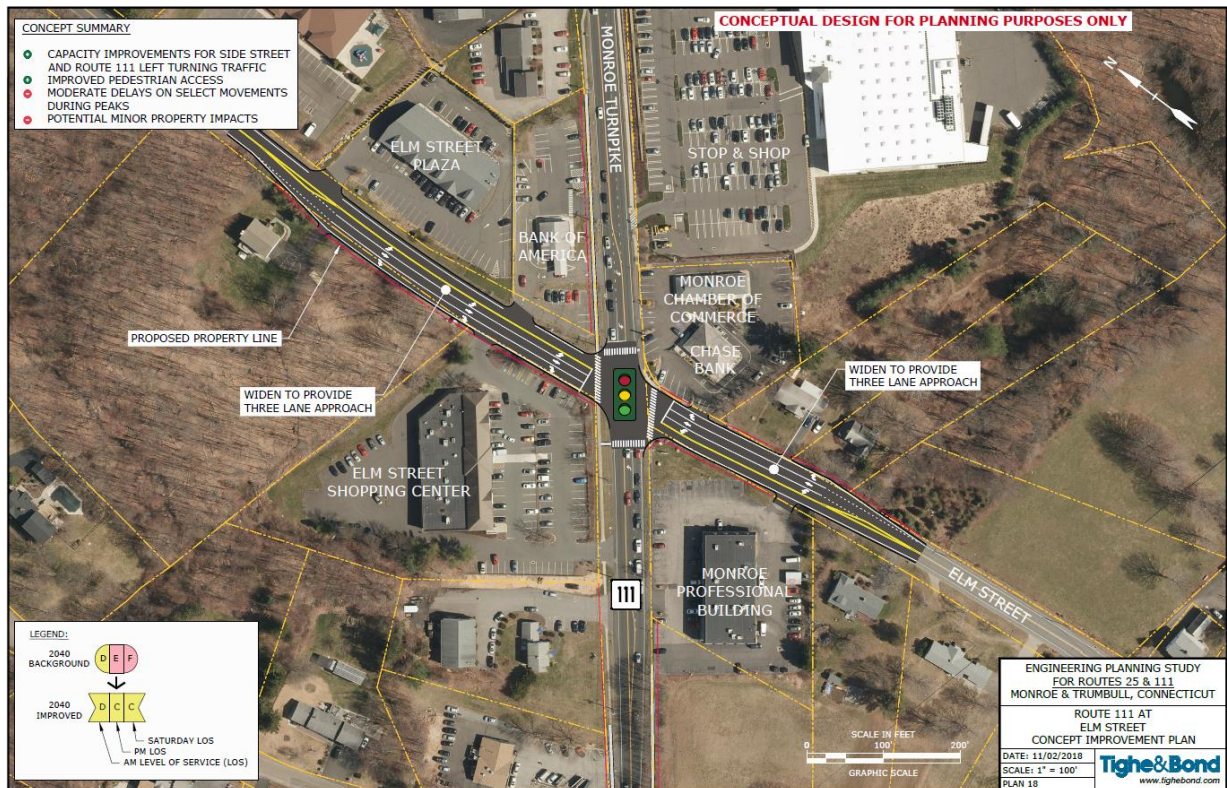 CONCEPTUAL DESIGN FOR PLANNING PURPOSES ONLY
CONCEPT SUMMARY
CAPACITY IMPROVEMENTS FOR SIDE STREET
AND ROUTE 111 LEFT TURNING TRAFFIC
IMPROVED PEDESTRIAN ACCESS
MODERATE DELAYS ON SELECT MOVEMENTS
DURING PEAKS
POTENTIAL MINOR PROPERTY IMPACTS
MONROE TURNPIKE
N
ELM STREET
PLAZA
STOP & SHOP
BANK OF
AMERICA
MONROE
CHAMBER OF
COMMERCE
CHASE
BANK
PROPOSED PROPERTY LINE
WIDEN TO PROVIDE
THREE LANE APPROACH
WIDEN TO PROVIDE
THREE LANE APPROACH
ELM STREET
SHOPPING CENTER
MONROE
PROFESSIONAL
BUILDING
111
ELM STREET
LEGEND:
2040
BACKGROUND
D E F
2040
IMPROVED
D C C
SATURDAY LOS
PM LOS
AM LEVEL OF SERVICE (LOS)
SCALE IN FEET
0 100' 200'
GRAPHIC SCALE
ENGINEERING PLANNING STUDY
FOR ROUTES 25 & 111
MONROE & TRUMBULL, CONNECTICUT
ROUTE 111 AT
ELM STREET
CONCEPT IMPROVEMENT PLAN
DATE: 11/02/2018
SCALE: 1" = 100'
PLAN 18
Tighe&Bond
www.tighebond.com